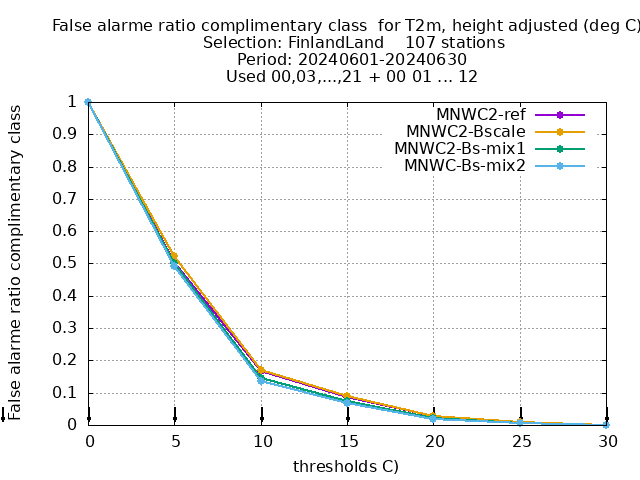 False alarme ratio complimentary class  for T2m, height adjusted (deg C)
Selection: FinlandLand    107 stations
Period: 20240601-20240630
Used 00,03,...,21 + 00 01 ... 12
False alarme ratio complimentary class
1
0.9
0.8
0.7
0.6
0.5
0.4
0.3
0.2
0.1
0
MNWC2-ref
MNWC2-Bscale
MNWC2-Bs-mix1
MNWC-Bs-mix2
0 5 10 15 20 25 30
thresholds C)